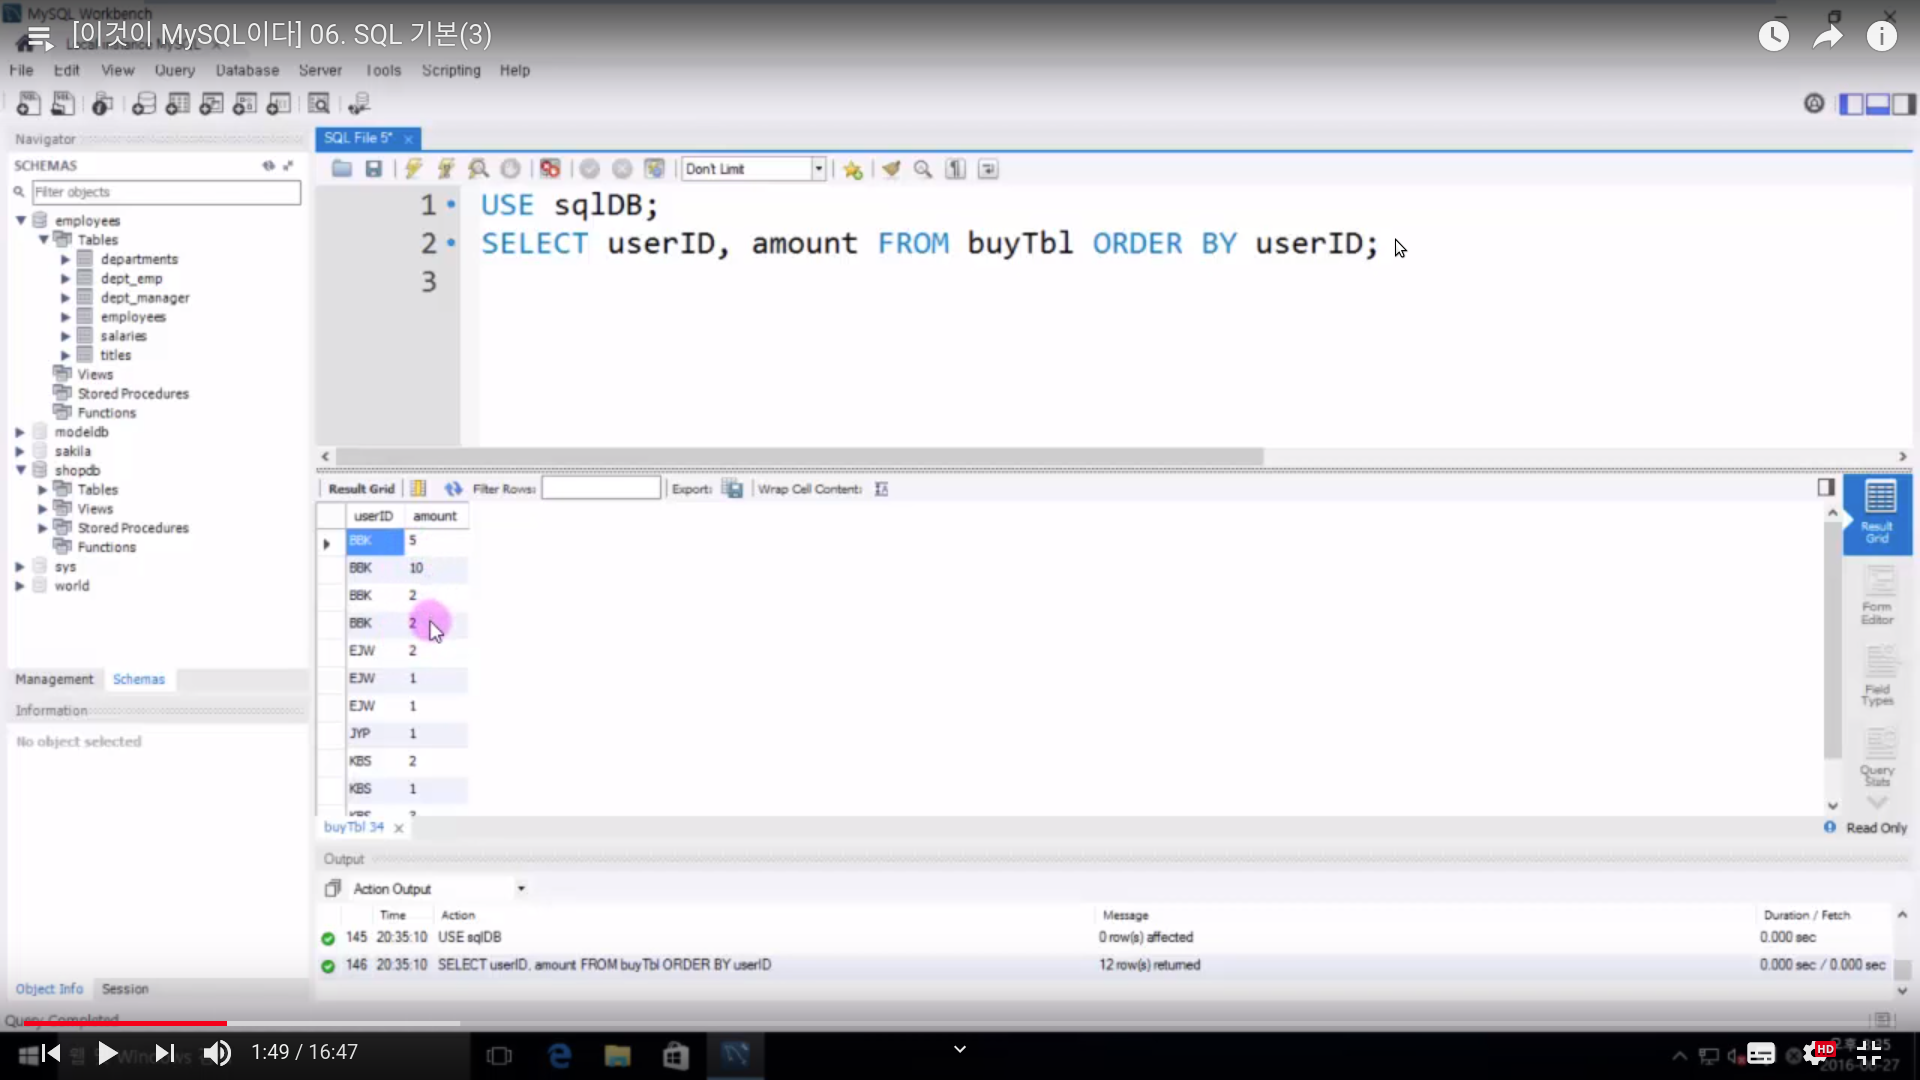 MySQL Workbench
[이것이 MySQL이다] 06. SQL 기본(3)
File Edit View Query Database Server Tools Scripting Help
Navigator
SQL File 5*
SCHEMAS
Don't Limit
Filter objects
employees
Tables
departments
dept_emp
dept_manager
employees
salaries
titles
Views
Stored Procedures
Functions
modeldb
sakila
shopdb
Tables
Views
Stored Procedures
Functions
sys
world
1 USE sqlDB;
2 SELECT userID, amount FROM buyTbl ORDER BY userID;
3
Result Grid Filter Rows: Export: Wrap Cell Content:
userID amount
BBK 5
BBK 10
BBK 2
BBK 2
EJW 2
EJW 1
EJW 1
JYP 1
KBS 2
KBS 1
KBS
Result
Grid
Form
Editor
Field
Types
Query
Stats
Management Schemas
Information
No object selected
buyTbl 34
Read Only
Output
Action Output
Time Action Message Duration / Fetch
145 20:35:10 USE sqlDB 0 row(s) affected 0.000 sec
146 20:35:10 SELECT userID, amount FROM buyTbl ORDER BY userID 12 row(s) returned 0.000 sec / 0.000 sec
Object Info Session
Query Completed
1:49 / 16:47
HD